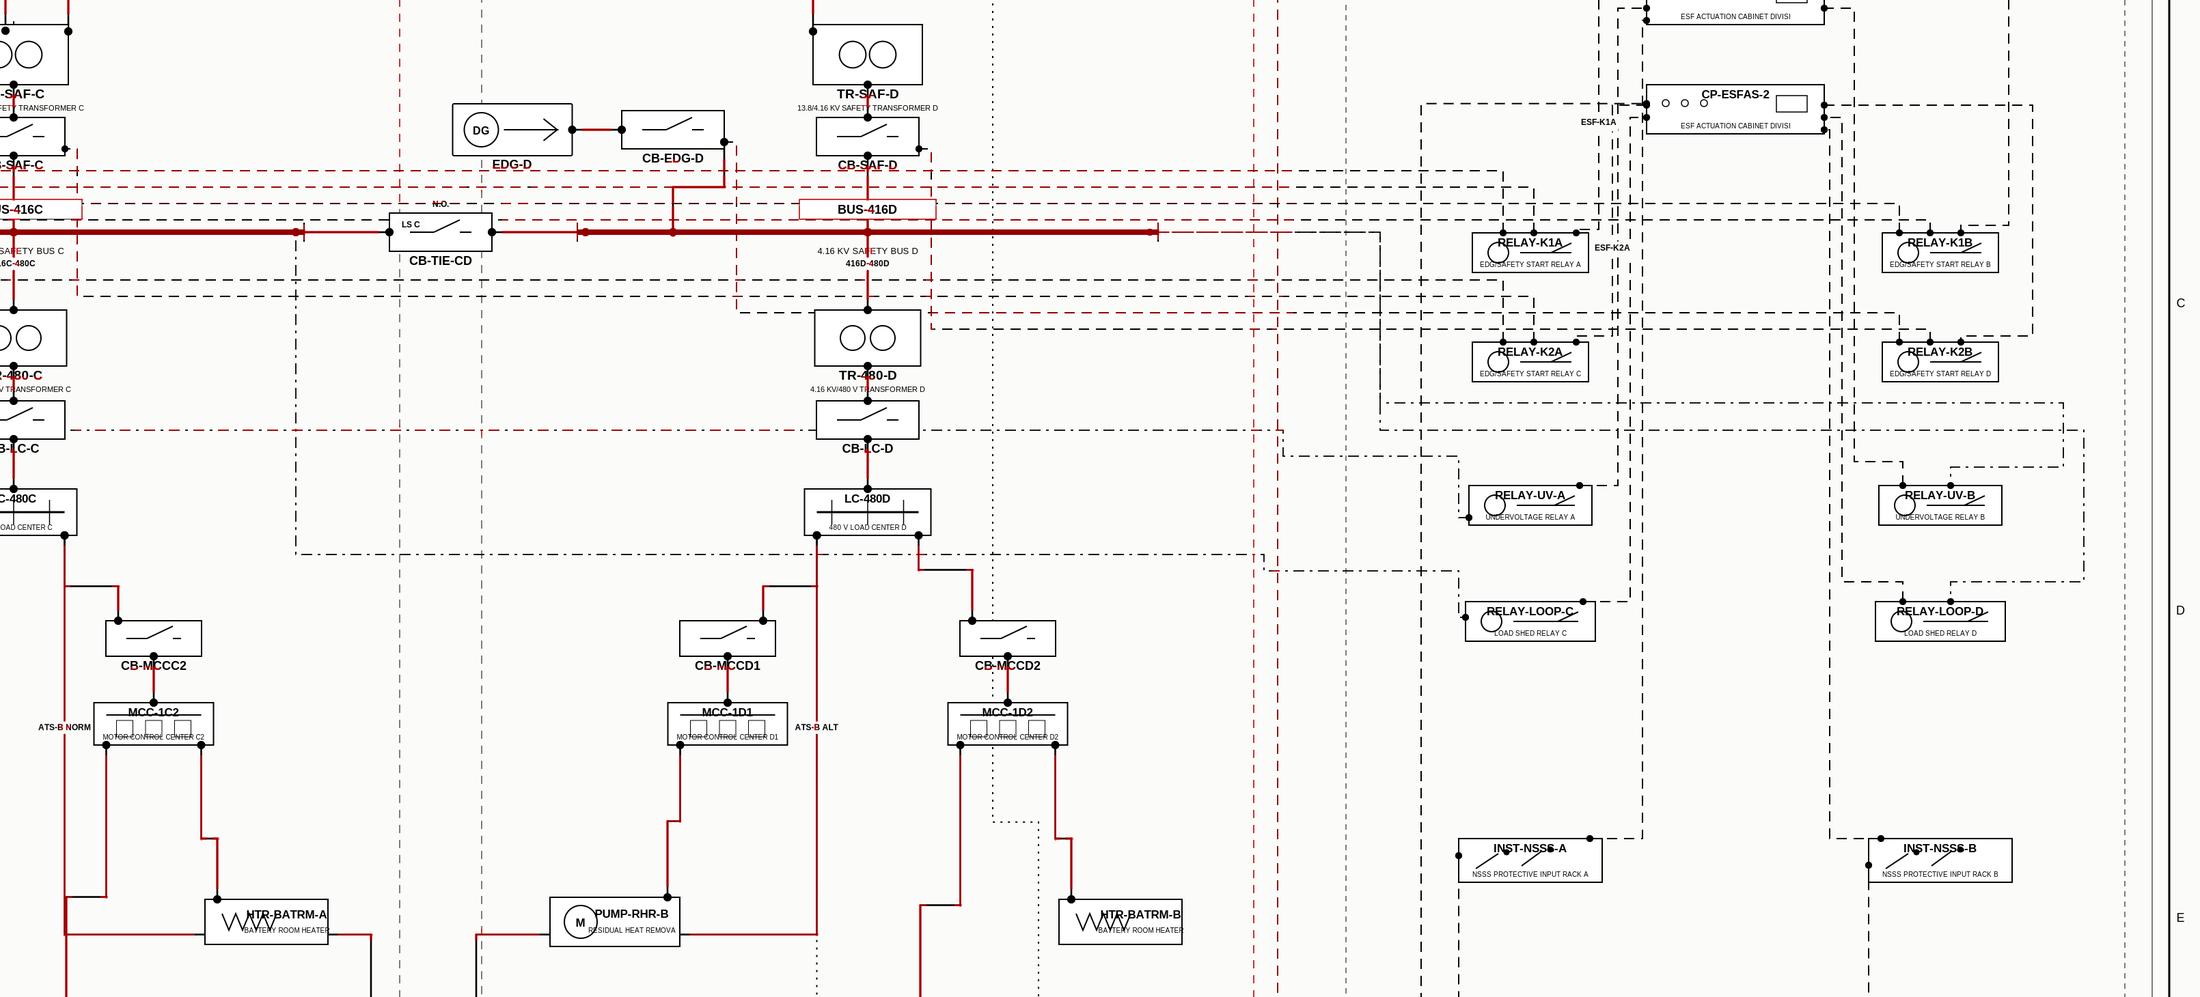 ESF ACTUATION CABINET DIVISI
-SAF-C
TR-SAF-D
CP-ESFAS-2
FETY TRANSFORMER C
13.8/4.16 KV SAFETY TRANSFORMER D
ESF-K1A
ESF ACTUATION CABINET DIVISI
DG
EDG-D
CB-EDG-D
-SAF-C
CB-SAF-D
N.O.
US-416C
LS C
BUS-416D
CB-TIE-CD
SAFETY BUS C
6C-480C
4.16 KV SAFETY BUS D
416D-480D
RELAY-K1A
EDG/SAFETY START RELAY A
ESF-K2A
RELAY-K1B
EDG/SAFETY START RELAY B
C
RELAY-K2A
EDG/SAFETY START RELAY C
RELAY-K2B
EDG/SAFETY START RELAY D
R-480-C
V TRANSFORMER C
TR-480-D
4.16 KV/480 V TRANSFORMER D
B-LC-C
CB-LC-D
C-480C
OAD CENTER C
LC-480D
480 V LOAD CENTER D
RELAY-UV-A
UNDERVOLTAGE RELAY A
RELAY-UV-B
UNDERVOLTAGE RELAY B
RELAY-LOOP-C
LOAD SHED RELAY C
RELAY-LOOP-D
LOAD SHED RELAY D
D
CB-MCCC2
CB-MCCD1
CB-MCCD2
ATS-B NORM
MCC-1C2
MOTOR CONTROL CENTER C2
MCC-1D1
MOTOR CONTROL CENTER D1
ATS-B ALT
MCC-1D2
MOTOR CONTROL CENTER D2
INST-NSSS-A
NSSS PROTECTIVE INPUT RACK A
INST-NSSS-B
NSSS PROTECTIVE INPUT RACK B
HTR-BATRM-A
BATTERY ROOM HEATER
M
PUMP-RHR-B
RESIDUAL HEAT REMOVA
HTR-BATRM-B
BATTERY ROOM HEATER
E